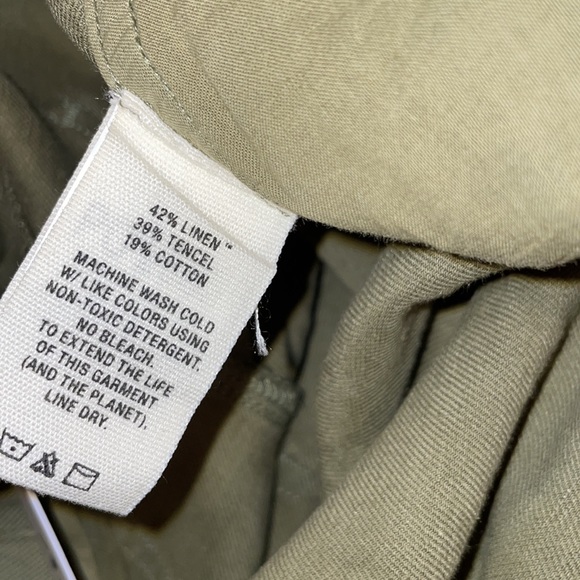 42% LINEN™
39% TENCEL
19% COTTON
MACHINE WASH COLD
W/ LIKE COLORS USING
NON-TOXIC DETERGENT.
NO BLEACH.
TO EXTEND THE LIFE
OF THIS GARMENT
(AND THE PLANET),
LINE DRY.